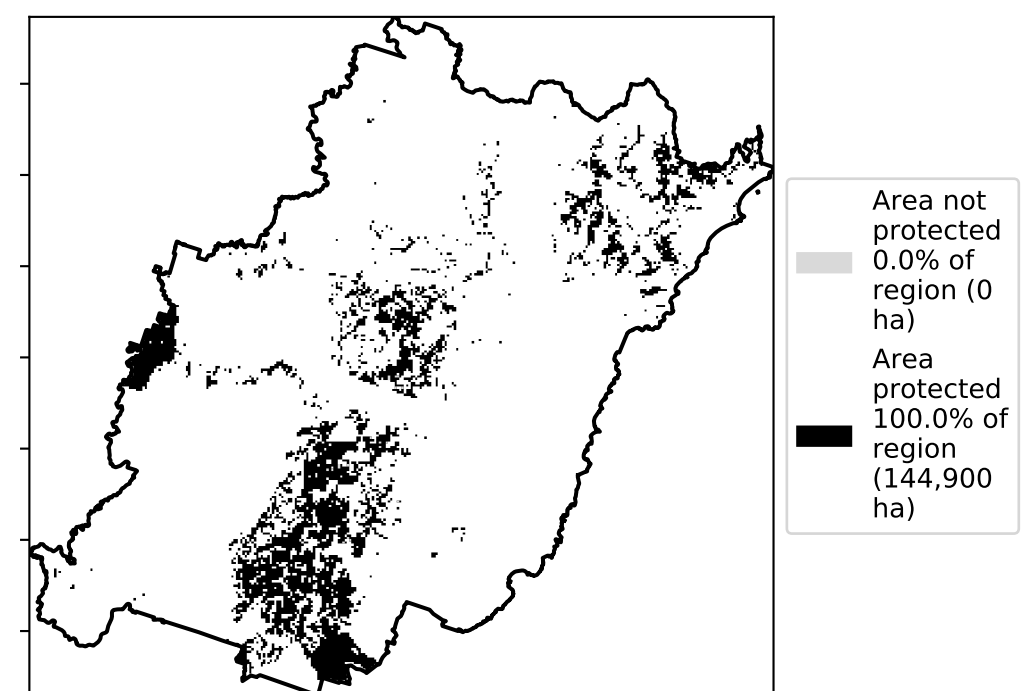 Area not
protected
0.0% of
region (0
ha)
Area
protected
100.0% of
region
(144,900
ha)